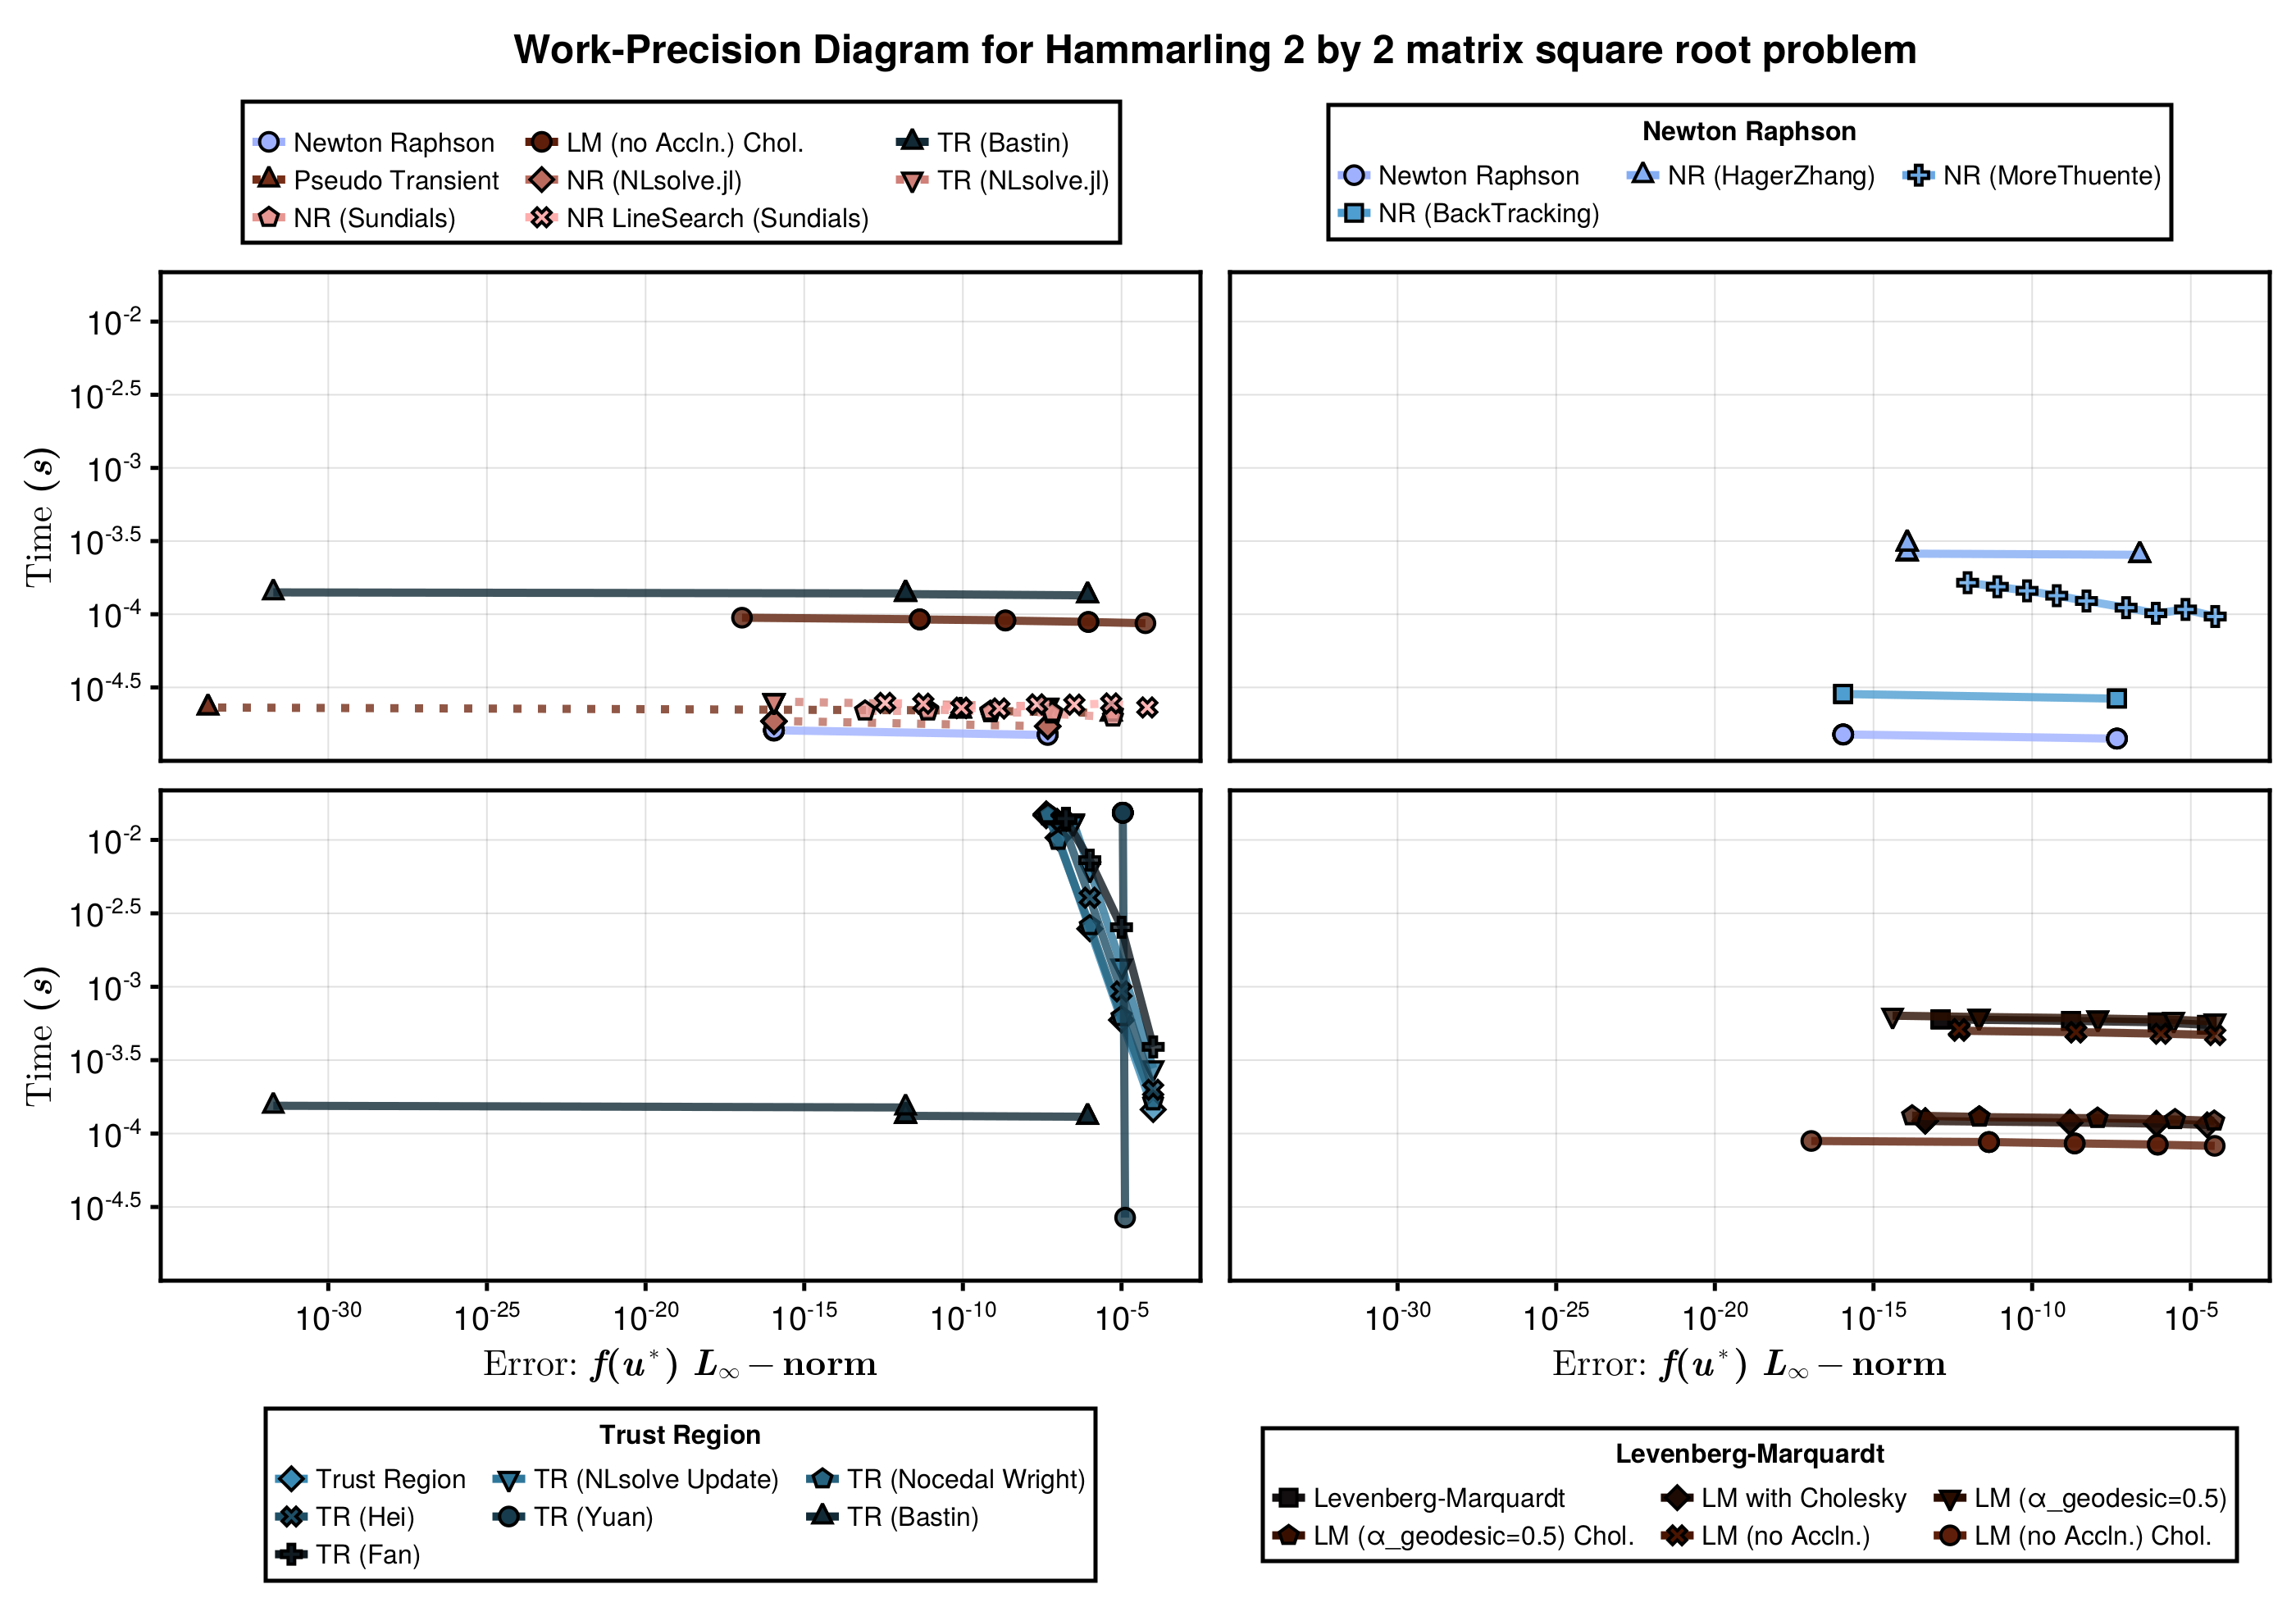 Work-Precision Diagram for Hammarling 2 by 2 matrix square root problem
Newton Raphson LM (no Accln.) Chol. TR (Bastin)
Pseudo Transient NR (NLsolve.jl) TR (NLsolve.jl)
NR (Sundials) NR LineSearch (Sundials)
Newton Raphson
Newton Raphson NR (HagerZhang) NR (MoreThuente)
NR (BackTracking)
10^-2
10^-2.5
10^-3
10^-3.5
10^-4
10^-4.5
Time (s)
10^-2
10^-2.5
10^-3
10^-3.5
10^-4
10^-4.5
Time (s)
10^-30 10^-25 10^-20 10^-15 10^-10 10^-5
Error: f(u*) L∞ − norm
10^-30 10^-25 10^-20 10^-15 10^-10 10^-5
Error: f(u*) L∞ − norm
Trust Region
Trust Region TR (NLsolve Update) TR (Nocedal Wright)
TR (Hei) TR (Yuan) TR (Bastin)
TR (Fan)
Levenberg-Marquardt
Levenberg-Marquardt LM with Cholesky LM (α_geodesic=0.5)
LM (α_geodesic=0.5) Chol. LM (no Accln.) LM (no Accln.) Chol.